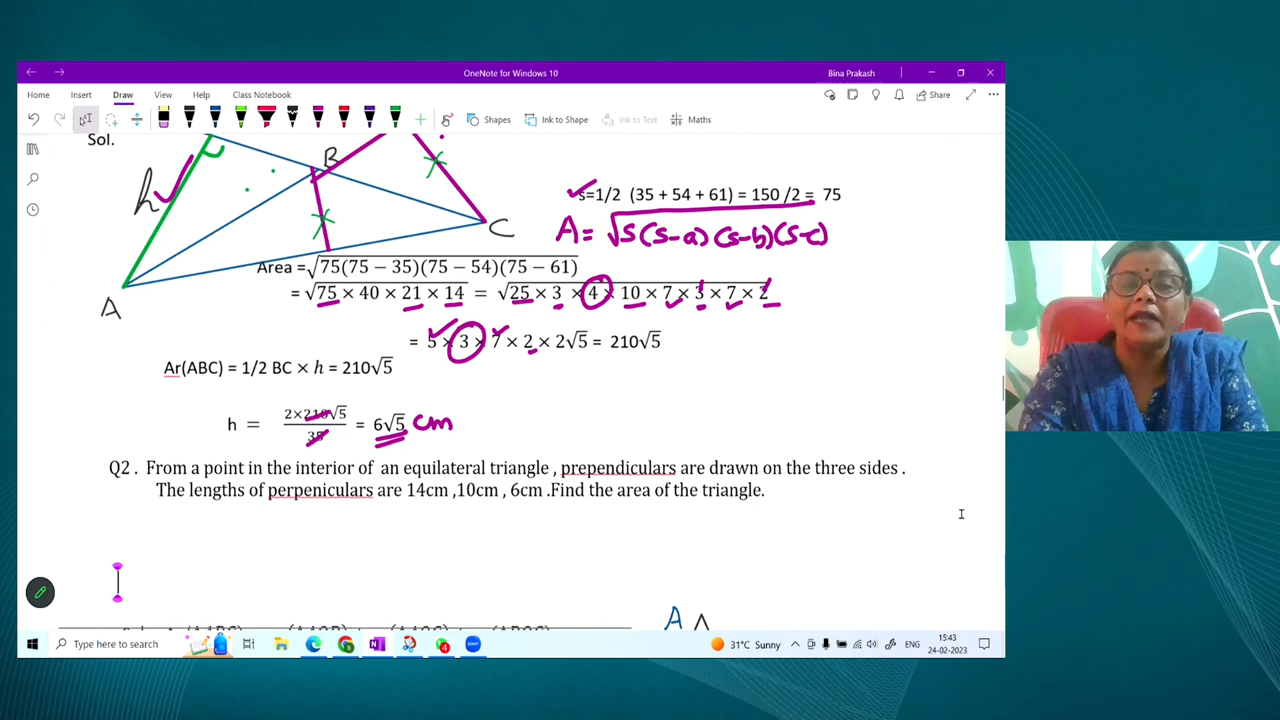 OneNote for Windows 10
Bina Prakash
Home Insert Draw View Help Class Notebook
Share
Shapes Ink to Shape Ink to Text Maths
Sol.
B
h
C
A
s=1/2 (35 + 54 + 61) = 150 /2 = 75
A = √s(s-a)(s-b)(s-c)
Area = √75(75 − 35)(75 − 54)(75 − 61)
= √75 × 40 × 21 × 14 = √25 × 3 × 4 × 10 × 7 × 3 × 7 × 2
= 5 × 3 × 7 × 2 × 2√5 = 210√5
Ar(ABC) = 1/2 BC × h = 210√5
h = 2×210√5 / 35 = 6√5 cm
Q2 . From a point in the interior of an equilateral triangle , prependiculars are drawn on the three sides .
The lengths of perpeniculars are 14cm ,10cm , 6cm .Find the area of the triangle.
A
Type here to search
4
31°C Sunny
ENG
15:43
24-02-2023